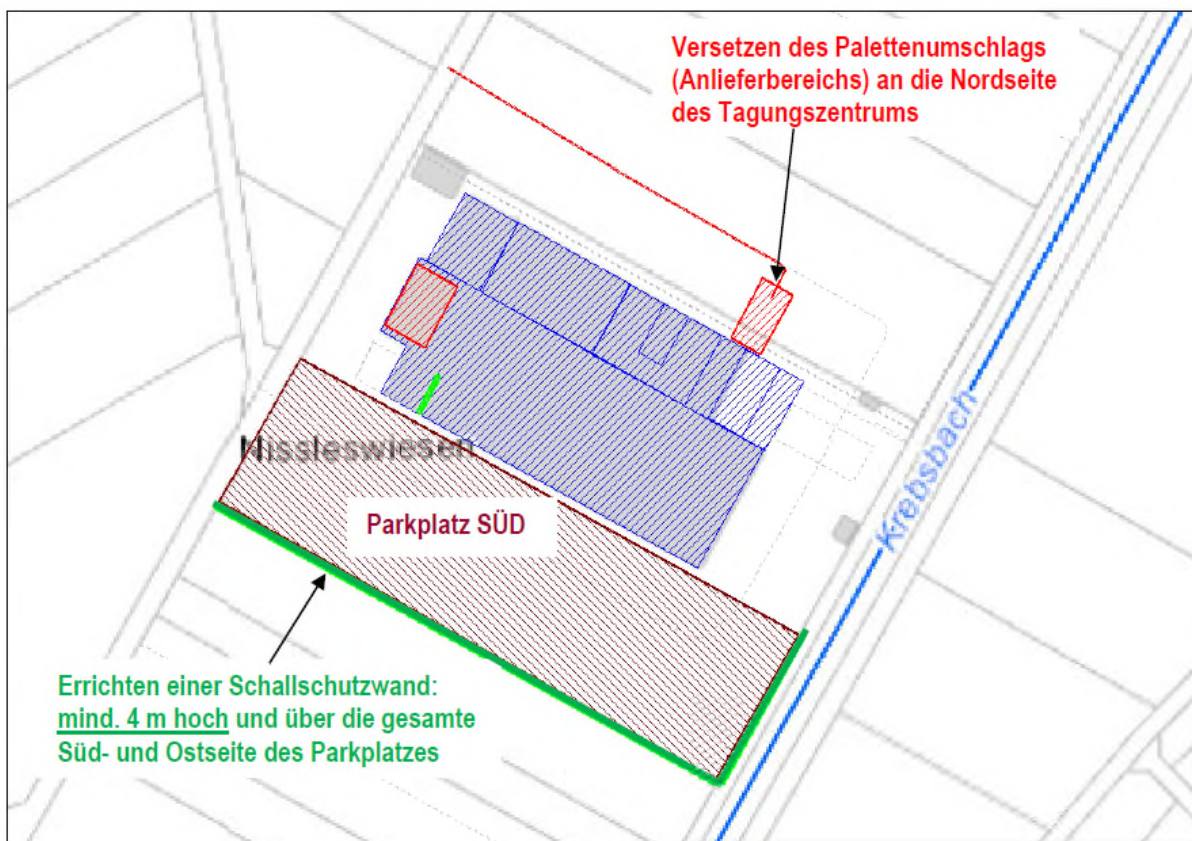 Versetzen des Palettenumschlags
(Anlieferbereichs) an die Nordseite
des Tagungszentrums
Nissleswiesen
Parkplatz SÜD
Krebsbach
Errichten einer Schallschutzwand:
mind. 4 m hoch und über die gesamte
Süd- und Ostseite des Parkplatzes